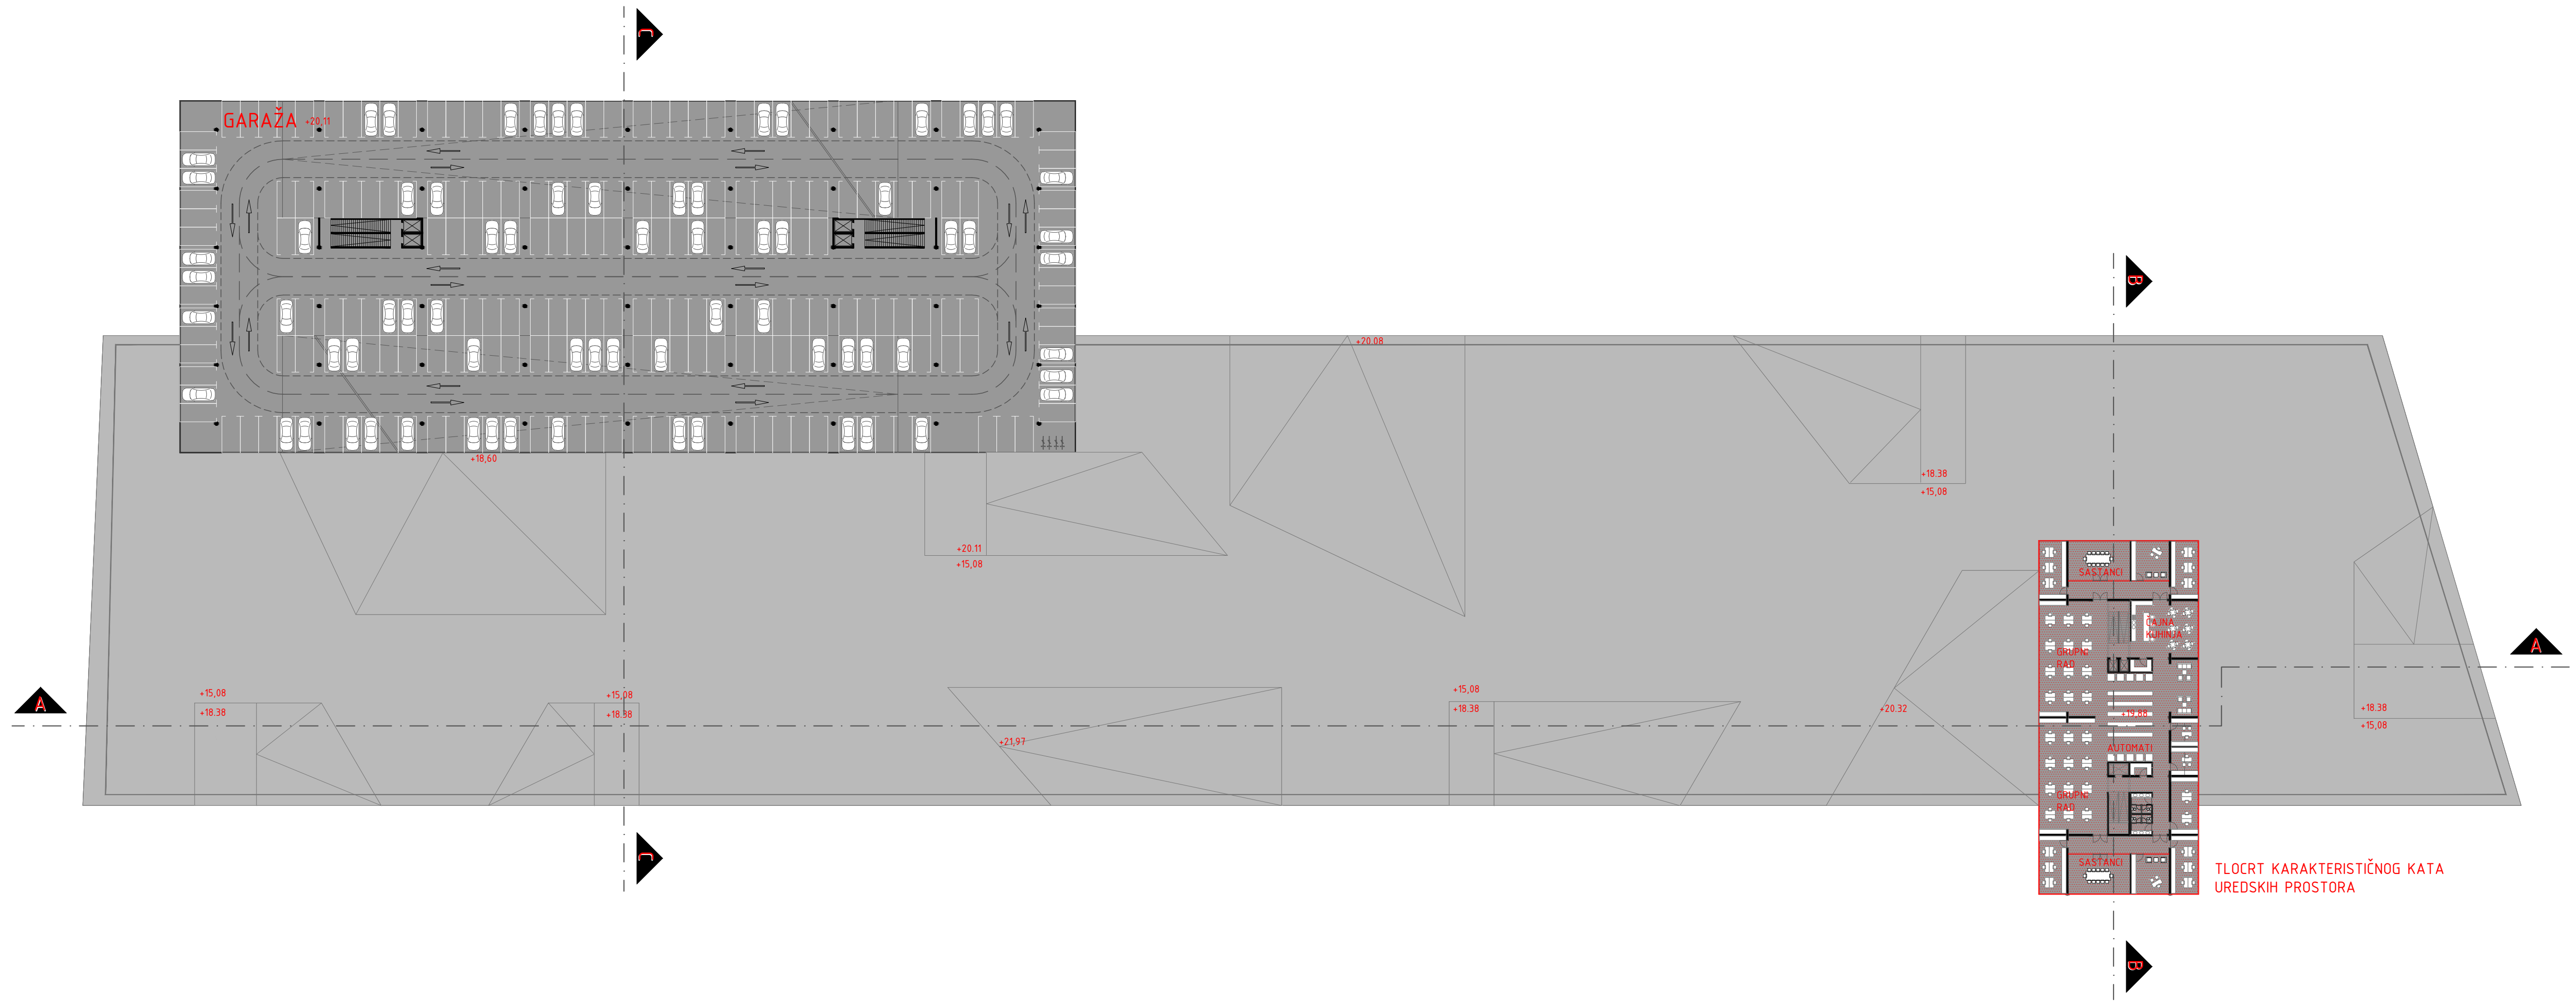 C
GARAŽA +20,11
B
+20.08
+18,60
+18.38
+15,08
+20.11
+15,08
SASTANCI
ČAJNA
KUHINJA
GRUPNI
RAD
A
A
+15,08
+18.38
+15,08
+18.38
+21,97
+15,08
+18.38
+20.32
+19,88
+18.38
+15,08
AUTOMATI
GRUPNI
RAD
C
SASTANCI
TLOCRT KARAKTERISTIČNOG KATA
UREDSKIH PROSTORA
B